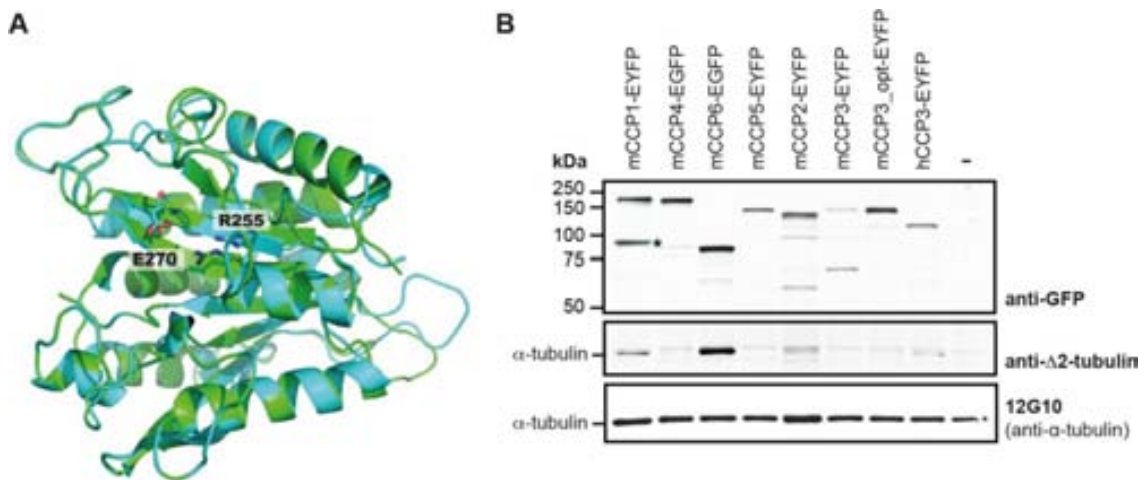 A
B
R255
E270
mCCP1-EYFP
mCCP4-EGFP
mCCP6-EGFP
mCCP5-EYFP
mCCP2-EYFP
mCCP3-EYFP
mCCP3_opt-EYFP
hCCP3-EYFP
-
kDa
250
150
100
75
50
anti-GFP
α-tubulin
anti-Δ2-tubulin
α-tubulin
12G10
(anti-α-tubulin)